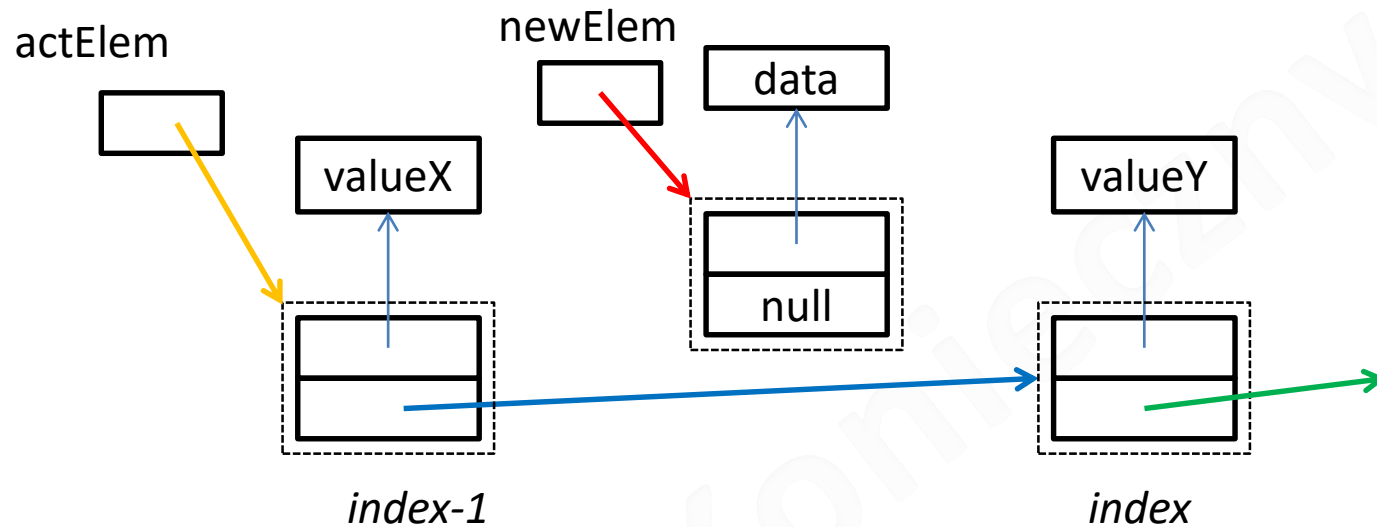 actElem
newElem
data
valueX
valueY
null
index-1
index